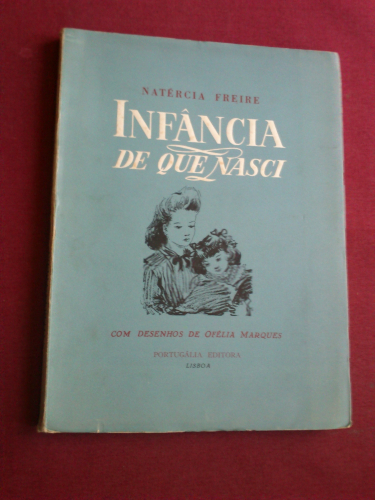 NATÉRCIA FREIRE
INFÂNCIA
DE QUE NASCI
COM DESENHOS DE OFÉLIA MARQUES
PORTUGÁLIA EDITORA
LISBOA